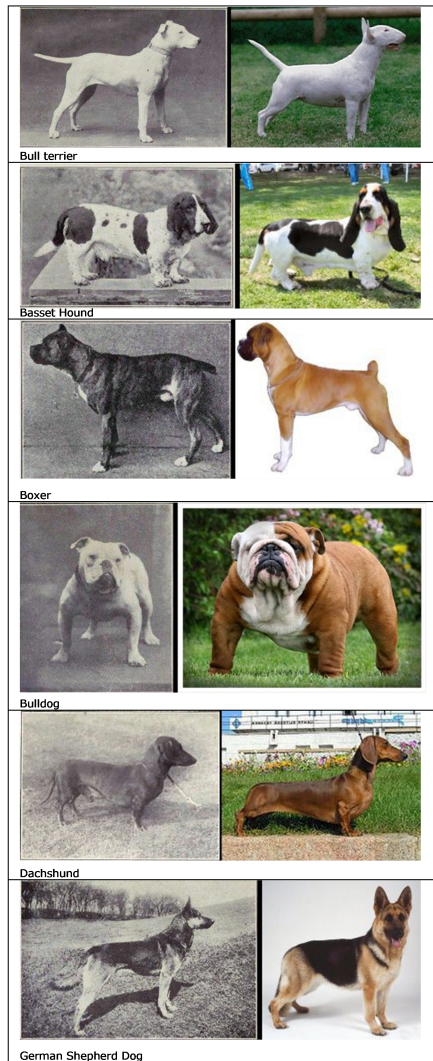 Bull terrier
Basset Hound
Boxer
Bulldog
Dachshund
German Shepherd Dog